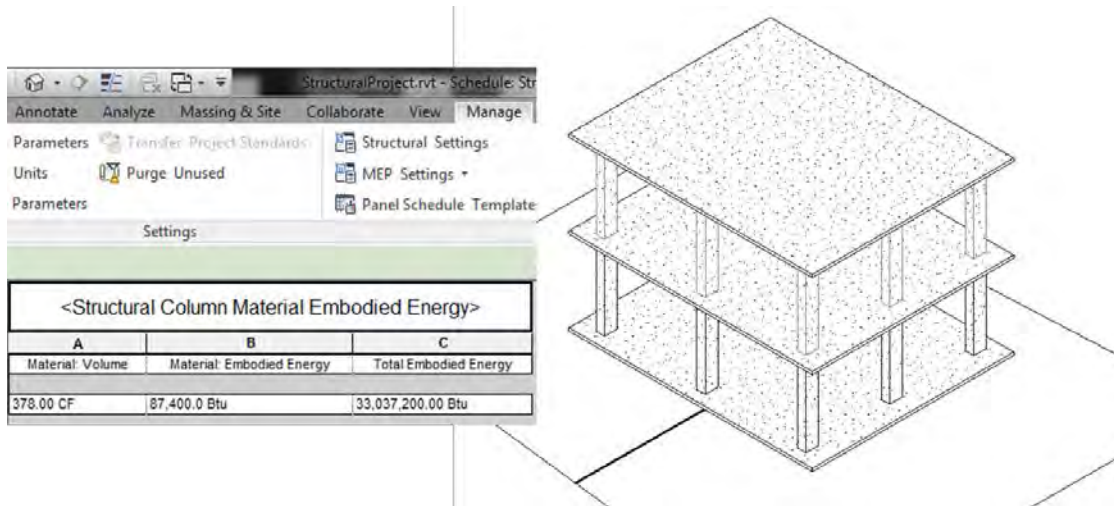 StructuralProject.rvt - Schedule: Str
Annotate Analyze Massing & Site Collaborate View Manage
Parameters Transfer Project Standards Structural Settings
Units Purge Unused MEP Settings
Parameters Panel Schedule Template
Settings
<Structural Column Material Embodied Energy>
A B C
Material: Volume Material: Embodied Energy Total Embodied Energy
378.00 CF 87,400.0 Btu 33,037,200.00 Btu